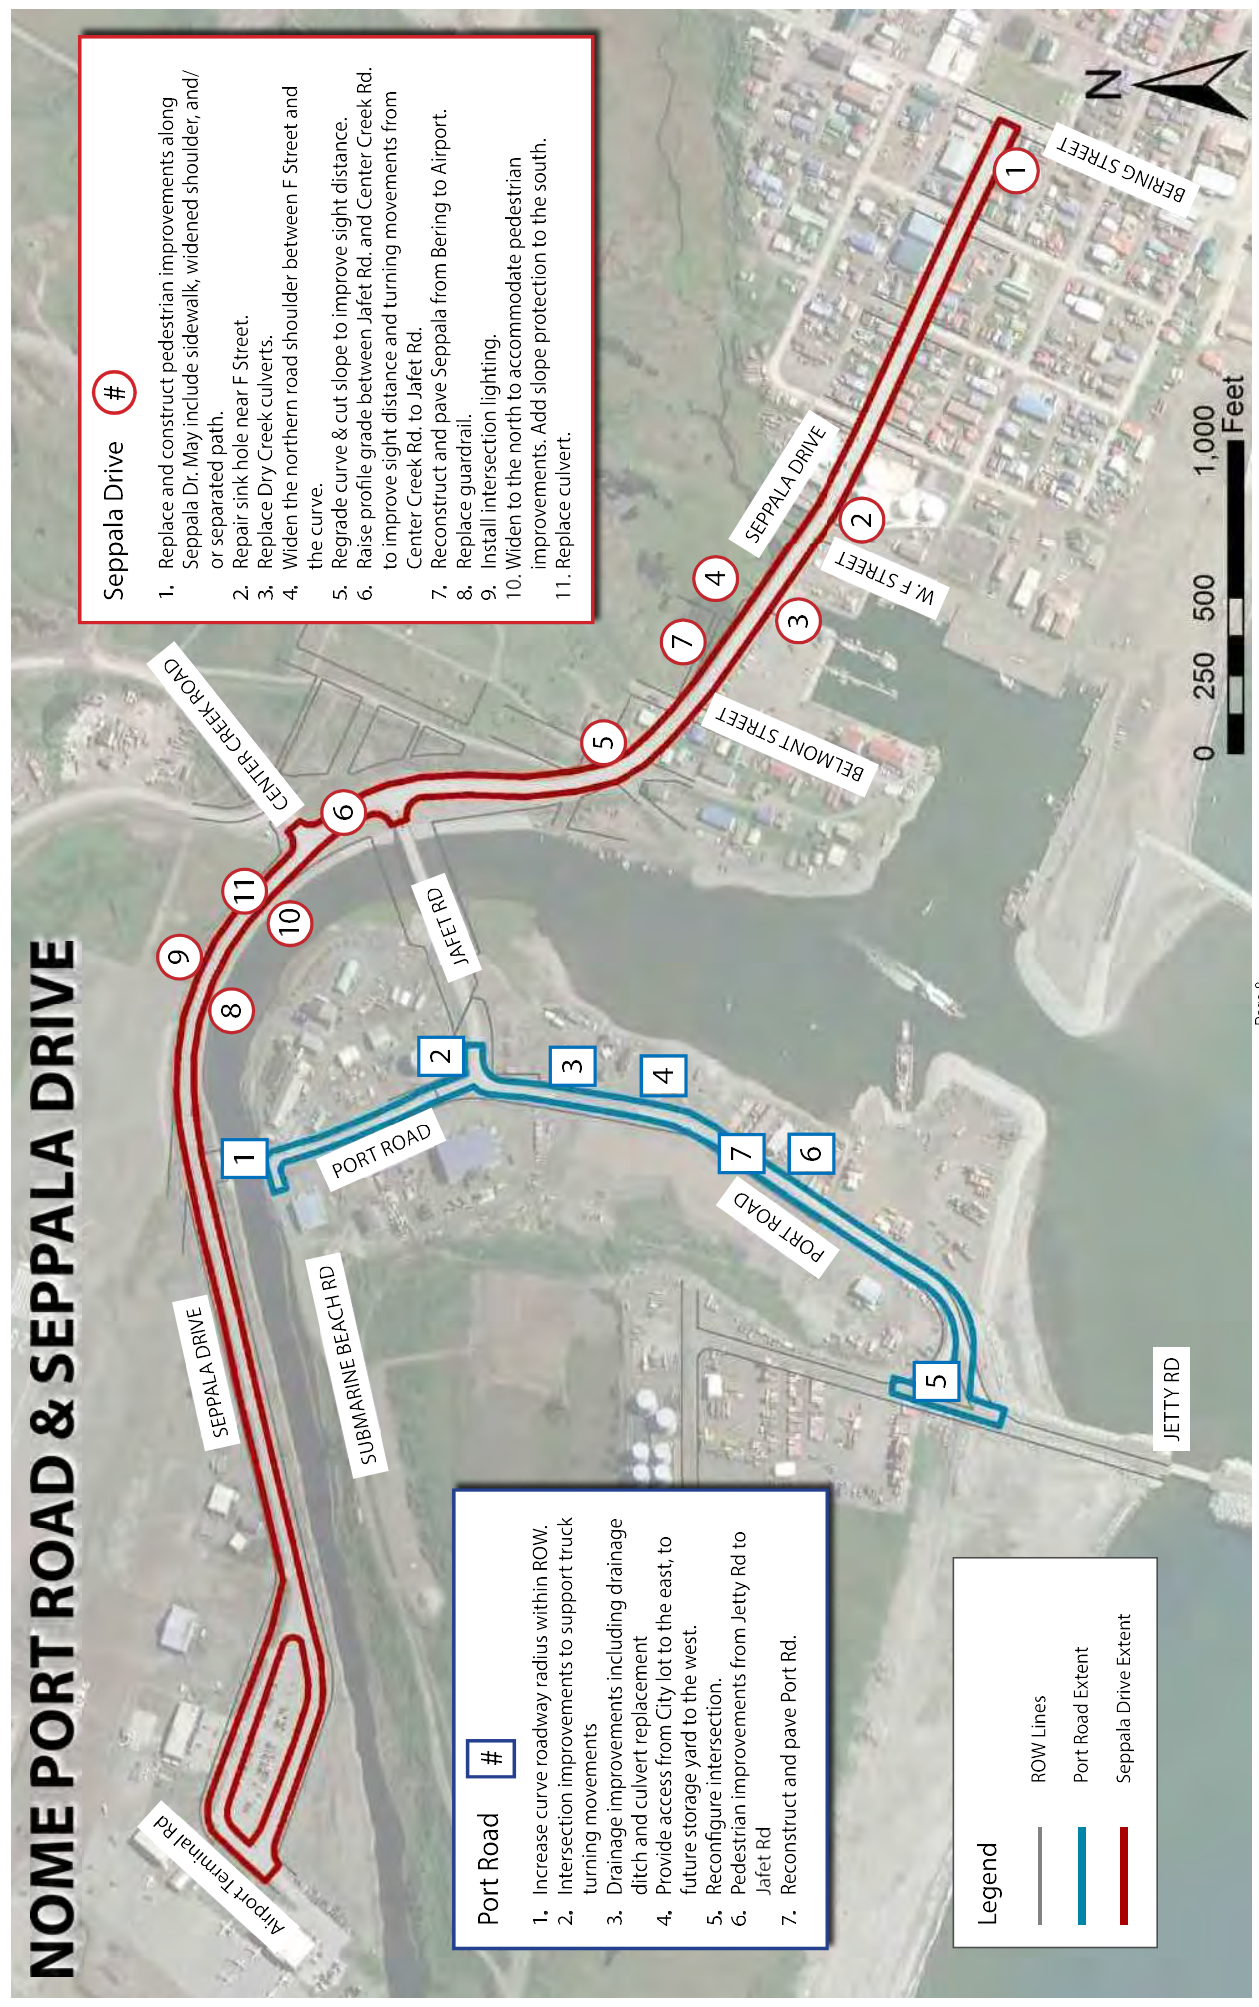 NOME PORT ROAD & SEPPALA DRIVE
Seppala Drive #
1. Replace and construct pedestrian improvements along
Seppala Dr. May include sidewalk, widened shoulder, and/
or separated path.
2. Repair sink hole near F Street.
3. Replace Dry Creek culverts.
4. Widen the northern road shoulder between F Street and
the curve.
5. Regrade curve & cut slope to improve sight distance.
6. Raise profile grade between Jafet Rd. and Center Creek Rd.
to improve sight distance and turning movements from
Center Creek Rd. to Jafet Rd.
7. Reconstruct and pave Seppala from Bering to Airport.
8. Replace guardrail.
9. Install intersection lighting.
10. Widen to the north to accommodate pedestrian
improvements. Add slope protection to the south.
11. Replace culvert.
Airport Terminal Rd
SEPPALA DRIVE
SUBMARINE BEACH RD
1
PORT ROAD
2
3
4
7
6
PORT ROAD
5
JETTY RD
9
8
11
10
6
CENTER CREEK ROAD
JAFET RD
5
7
4
3
2
1
BELMONT STREET
SEPPALA DRIVE
W. F STREET
BERING STREET
N
0 250 500 1,000
Feet
Port Road #
1. Increase curve roadway radius within ROW.
2. Intersection improvements to support truck
turning movements
3. Drainage improvements including drainage
ditch and culvert replacement
4. Provide access from City lot to the east, to
future storage yard to the west.
5. Reconfigure intersection.
6. Pedestrian improvements from Jetty Rd to
Jafet Rd
7. Reconstruct and pave Port Rd.
Legend
ROW Lines
Port Road Extent
Seppala Drive Extent